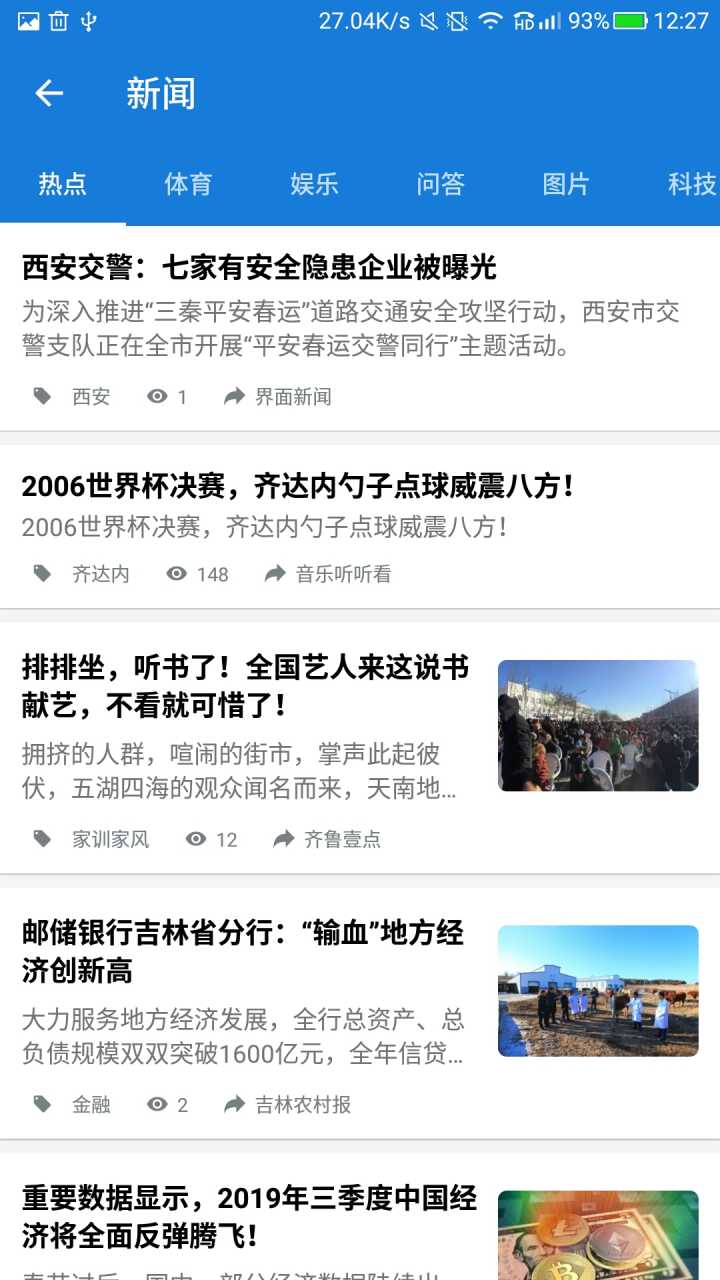 27.04K/s HD 93% 12:27
新闻
热点 体育 娱乐 问答 图片 科技
西安交警：七家有安全隐患企业被曝光
为深入推进“三秦平安春运”道路交通安全攻坚行动，西安市交
警支队正在全市开展“平安春运交警同行”主题活动。
西安 1 界面新闻
2006世界杯决赛，齐达内勺子点球威震八方！
2006世界杯决赛，齐达内勺子点球威震八方！
齐达内 148 音乐听听看
排排坐，听书了！全国艺人来这说书
献艺，不看就可惜了！
拥挤的人群，喧闹的街市，掌声此起彼
伏，五湖四海的观众闻名而来，天南地...
家训家风 12 齐鲁壹点
邮储银行吉林省分行：“输血”地方经
济创新高
大力服务地方经济发展，全行总资产、总
负债规模双双突破1600亿元，全年信贷...
金融 2 吉林农村报
重要数据显示，2019年三季度中国经
济将全面反弹腾飞！